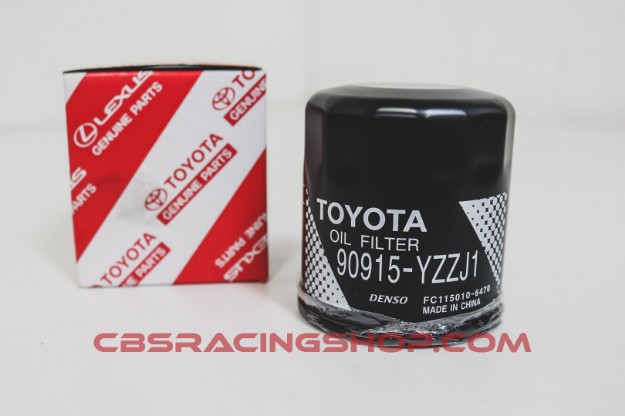 LEXUS
GENUINE PARTS
TOYOTA
GENUINE PARTS
TOYOTA
GENUINE PARTS
TOYOTA
GENUINE PARTS
LEXUS
TOYOTA
OIL FILTER
90915-YZZJ1
DENSO
FC115010-6470
MADE IN CHINA
CBSRACINGSHOP.COM